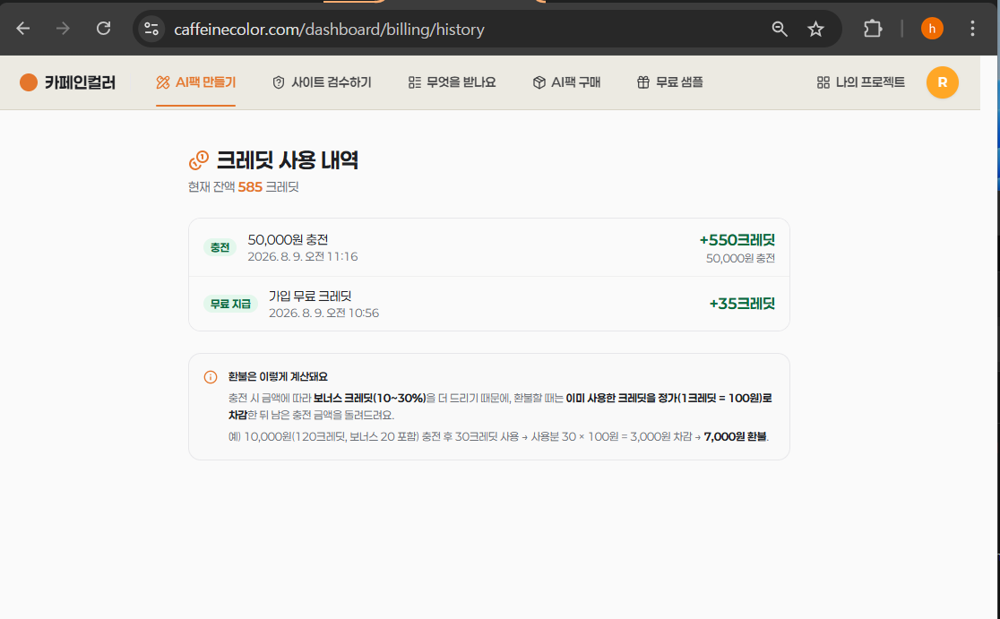 caffeinecolor.com/dashboard/billing/history
h
카페인컬러
AI팩 만들기
사이트 검수하기
무엇을 받나요
AI팩 구매
무료 샘플
나의 프로젝트
R
크레딧 사용 내역
현재 잔액 585 크레딧
충전
50,000원 충전
2026. 8. 9. 오전 11:16
+550크레딧
50,000원 충전
무료 지급
가입 무료 크레딧
2026. 8. 9. 오전 10:56
+35크레딧
환불은 이렇게 계산돼요
충전 시 금액에 따라 보너스 크레딧(10~30%)을 더 드리기 때문에, 환불할 때는 이미 사용한 크레딧을 정가(1크레딧 = 100원)로
차감한 뒤 남은 충전 금액을 돌려드려요.
예) 10,000원(120크레딧, 보너스 20 포함) 충전 후 30크레딧 사용 → 사용분 30 × 100원 = 3,000원 차감 → 7,000원 환불.